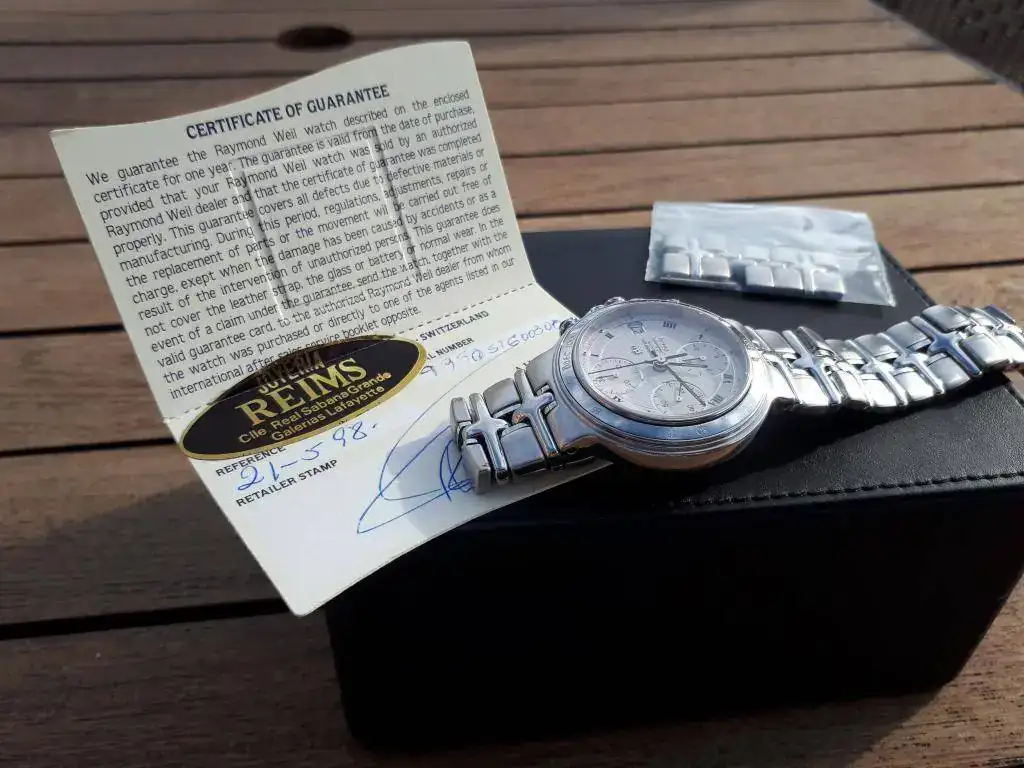 CERTIFICATE OF GUARANTEE
We guarantee the Raymond Weil watch described on the enclosed
certificate for one year. The guarantee is valid from the date of purchase,
provided that your Raymond Weil watch was sold by an authorized
Raymond Weil dealer and that the certificate of guarantee was completed
properly. This guarantee covers all defects due to defective materials or
manufacturing. During this period, regulations, adjustments, repairs or
the replacement of parts or the movement will be carried out free of
charge, exept when the damage has been caused by accidents or as a
result of the intervention of unauthorized persons. This guarantee does
not cover the leather strap, the glass or battery normal wear. In the
event of a claim under the guarantee, send the watch, together with the
valid guarantee card, to the authorized Raymond Weil dealer from whom
the watch was purchased or directly to one of the agents listed in our
international after sale service booklet opposite.
SWITZERLAND
NUMBER
REIMS
Clle. Real SabanaGrande
Galerias Lafayette
REFERENCE
21-5-98.
RETAILER STAMP